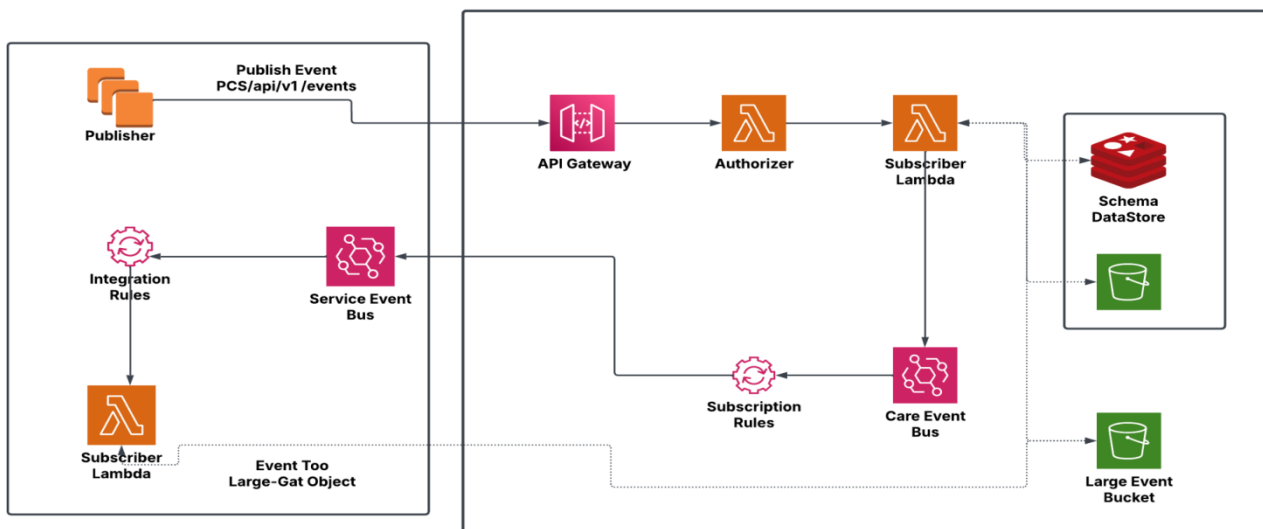 Publish Event
PCS/api/v1/events
Publisher
API Gateway
Authorizer
Subscriber
Lambda
Schema
DataStore
Integration
Rules
Service Event
Bus
Subscription
Rules
Care Event
Bus
Subscriber
Lambda
Event Too
Large-Gat Object
Large Event
Bucket